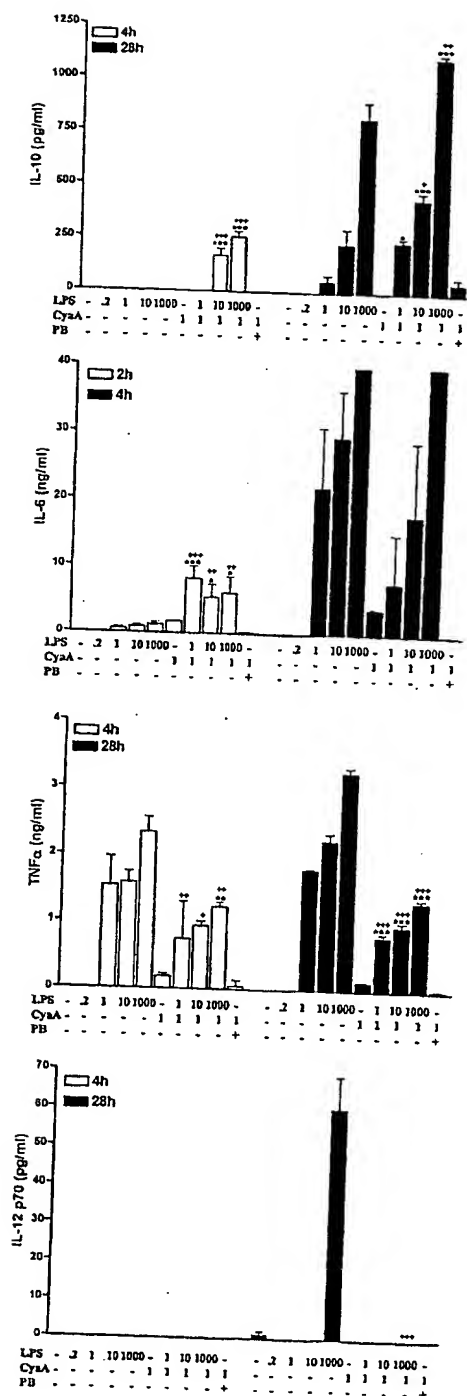 1250
1000
750
500
250
0
IL-10 (pg/ml)
4h
28h
+++ *** +++ *** * + *** ++ ***
LPS - .2 1 10 1000 - 1 10 1000 - - .2 1 10 1000 - 1 10 1000 -
CyaA - - - - - 1 1 1 1 1 - - - - - 1 1 1 1 1
PB - - - - - - - - - + - - - - - - - - - +
40
30
20
10
0
IL-6 (ng/ml)
2h
4h
+++ *** ++ * ++ *
LPS - .2 1 10 1000 - 1 10 1000 - - .2 1 10 1000 - 1 10 1000 -
CyaA - - - - - 1 1 1 1 1 - - - - - 1 1 1 1 1
PB - - - - - - - - - + - - - - - - - - - +
4
3
2
1
0
TNFα (ng/ml)
4h
28h
++ + ++ ** +++ *** +++ *** +++ ***
LPS - .2 1 10 1000 - 1 10 1000 - - .2 1 10 1000 - 1 10 1000 -
CyaA - - - - - 1 1 1 1 1 - - - - - 1 1 1 1 1
PB - - - - - - - - - + - - - - - - - - - +
70
60
50
40
30
20
10
0
IL-12 p70 (pg/ml)
4h
28h
+++
LPS - .2 1 10 1000 - 1 10 1000 - - .2 1 10 1000 - 1 10 1000 -
CyaA - - - - - 1 1 1 1 1 - - - - - 1 1 1 1 1
PB - - - - - - - - - + - - - - - - - - - +